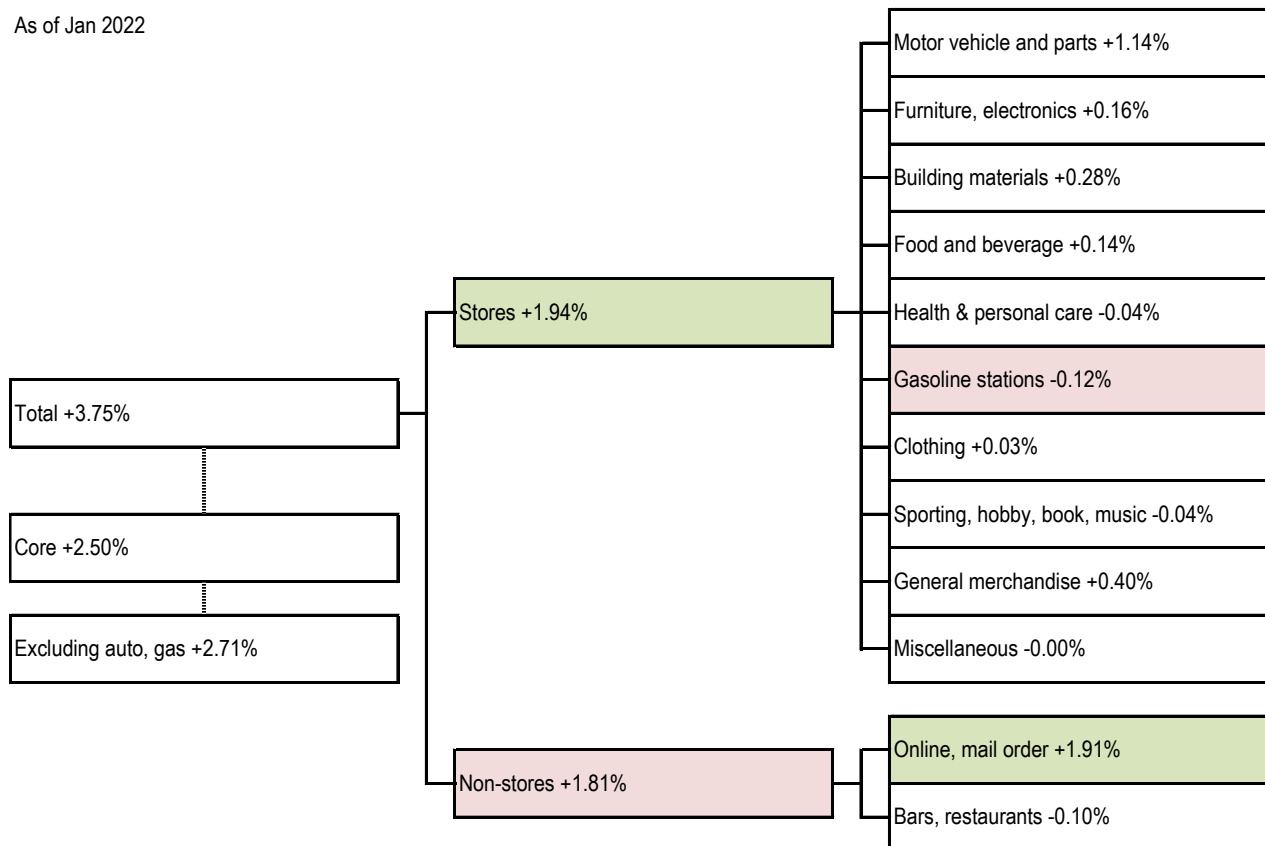 As of Jan 2022
Total +3.75%
Core +2.50%
Excluding auto, gas +2.71%
Stores +1.94%
Non-stores +1.81%
Motor vehicle and parts +1.14%
Furniture, electronics +0.16%
Building materials +0.28%
Food and beverage +0.14%
Health & personal care -0.04%
Gasoline stations -0.12%
Clothing +0.03%
Sporting, hobby, book, music -0.04%
General merchandise +0.40%
Miscellaneous -0.00%
Online, mail order +1.91%
Bars, restaurants -0.10%